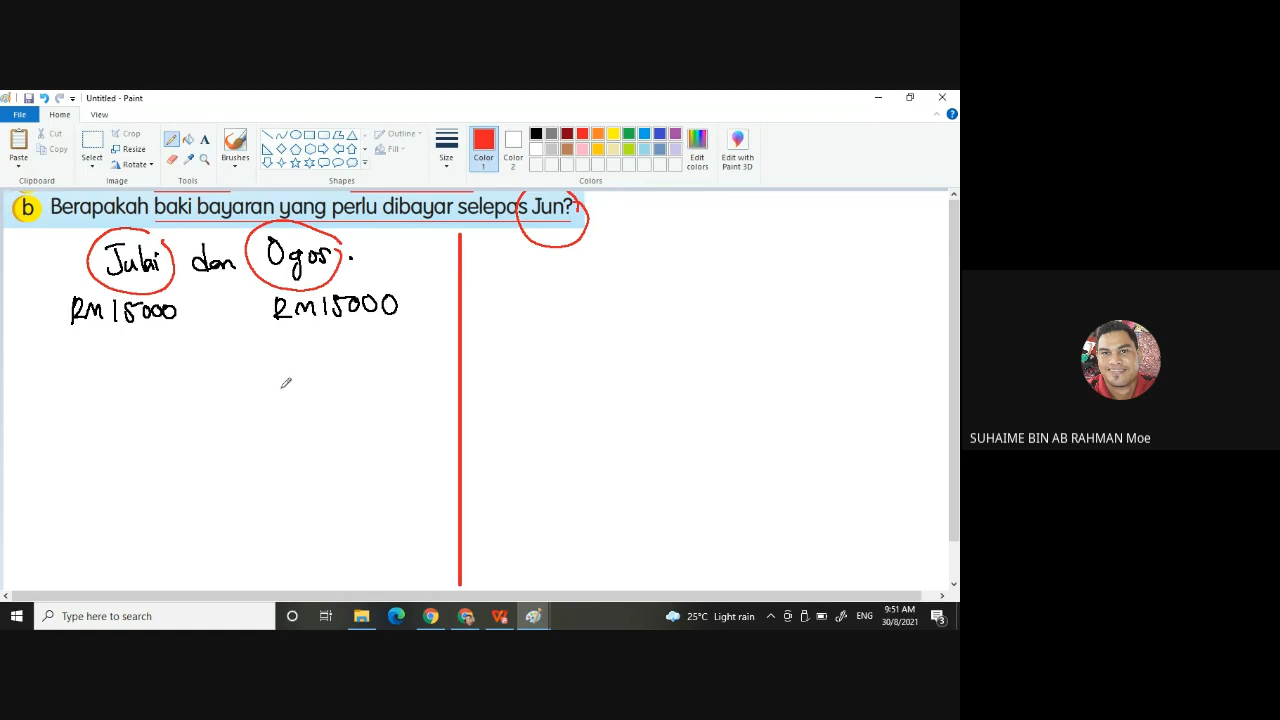 Untitled - Paint
File Home View
Paste Cut Copy Clipboard
Select Crop Resize Rotate Image
Tools
Brushes
Shapes Outline Fill
Size
Color 1 Color 2 Edit colors Edit with Paint 3D Colors
b Berapakah baki bayaran yang perlu dibayar selepas Jun?
Julai dan Ogos.
RM15000 RM15000
SUHAIME BIN AB RAHMAN Moe
Type here to search
25°C Light rain ENG 9:51 AM 30/8/2021 3